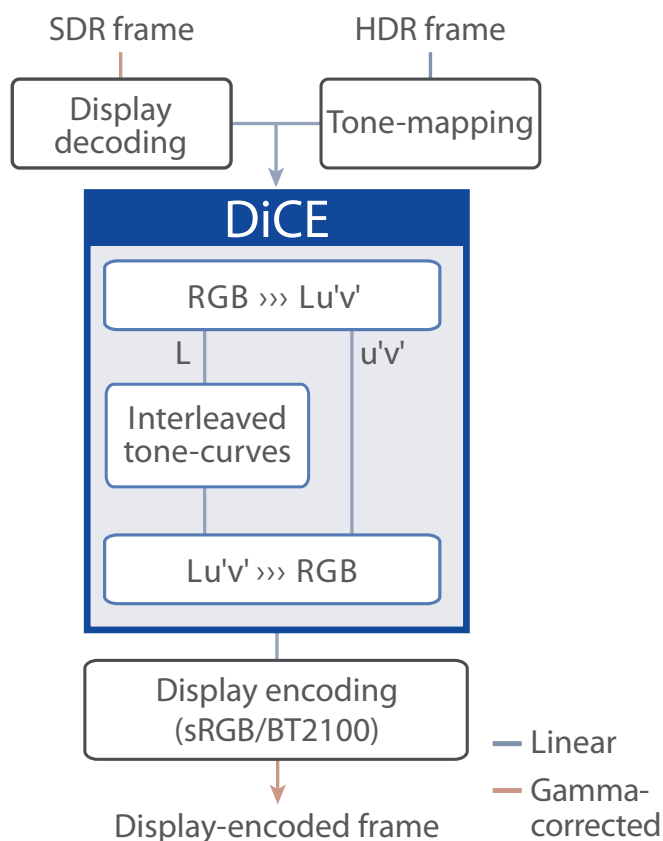 SDR frame
HDR frame
Display
decoding
Tone-mapping
DiCE
RGB ››› Lu'v'
L
u'v'
Interleaved
tone-curves
Lu'v' ››› RGB
Display encoding
(sRGB/BT2100)
Linear
Gamma-
corrected
Display-encoded frame